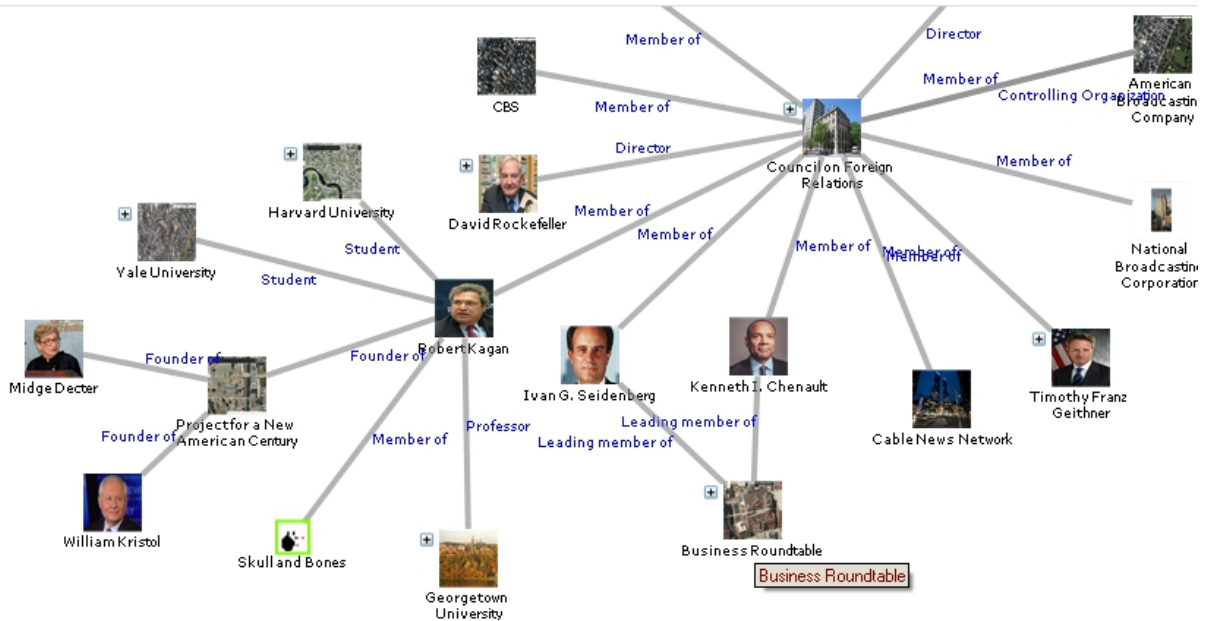 Member of
Director
CBS
Member of
Member of
Controlling Organization
American
Broadcastin
Company
Director
Council on Foreign
Relations
Member of
Harvard University
David Rockefeller
Member of
Member of
Member of
Member of
Member of
National
Broadcasting
Corporation
Yale University
Student
Student
Robert Kagan
Midge Decter
Founder of
Founder of
Ivan G. Seidenberg
Kenneth I. Chenault
Timothy Franz
Geithner
Project for a New
American Century
Founder of
Member of
Professor
Leading member of
Leading member of
Cable News Network
William Kristol
Skull and Bones
Business Roundtable
Business Roundtable
Georgetown
University